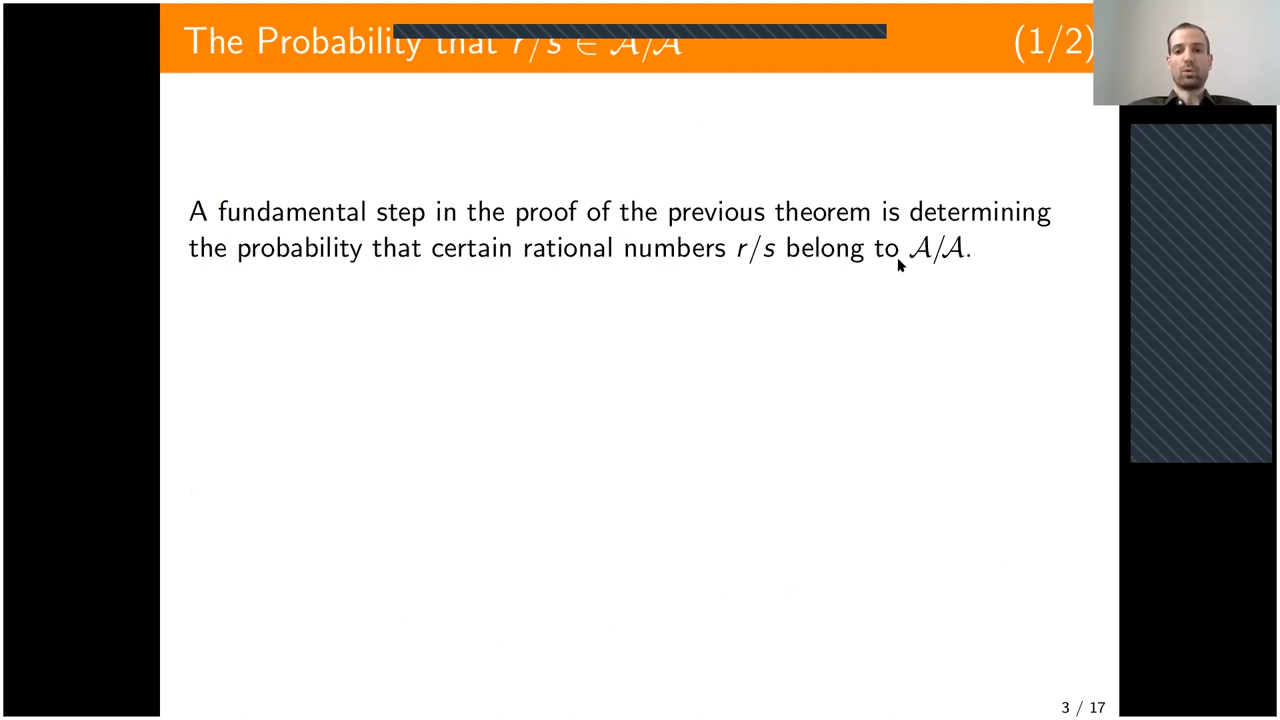 The Probability that r/s ∈ 𝒜/𝒜 (1/2)
A fundamental step in the proof of the previous theorem is determining
the probability that certain rational numbers r/s belong to 𝒜/𝒜.
3 / 17